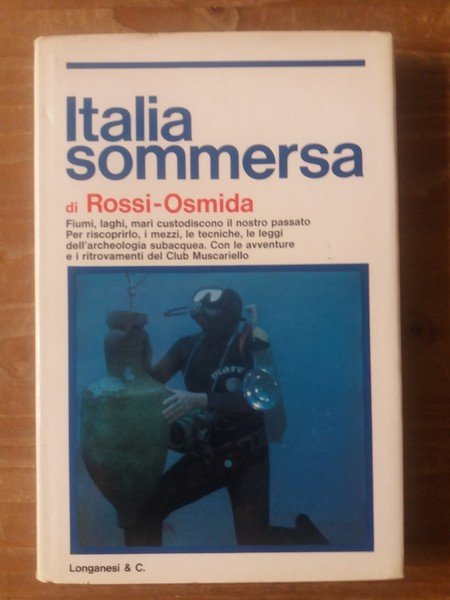 Italia
sommersa
di Rossi-Osmida
Fiumi, laghi, mari custodiscono il nostro passato
Per riscoprirlo, i mezzi, le tecniche, le leggi
dell'archeologia subacquea. Con le avventure
e i ritrovamenti del Club Muscariello
Longanesi & C.